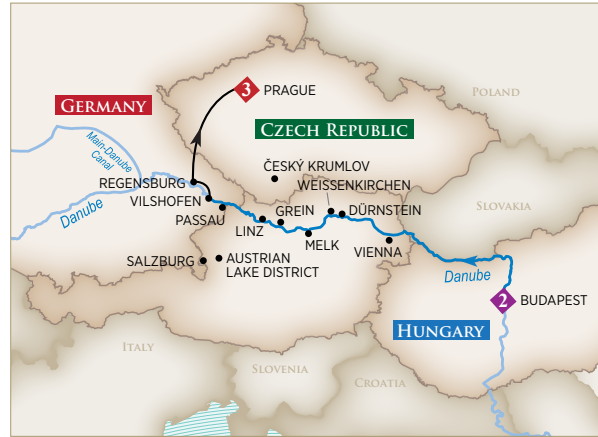 3
PRAGUE
POLAND
GERMANY
CZECH REPUBLIC
Main-Danube
Canal
ČESKÝ KRUMLOV
REGENSBURG
WEISSENKIRCHEN
VILSHOFEN
SLOVAKIA
Danube
PASSAU
GREIN
DÜRNSTEIN
LINZ
MELK
VIENNA
SALZBURG
AUSTRIAN
LAKE DISTRICT
Danube
2
BUDAPEST
HUNGARY
ITALY
SLOVENIA
CROATIA